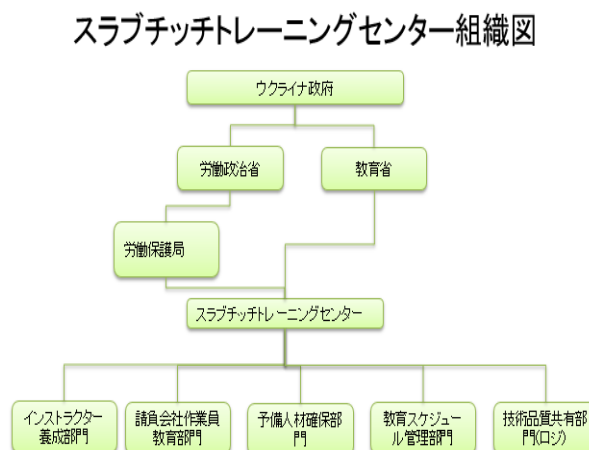 スラブチッチトレーニングセンター組織図
ウクライナ政府
労働政治省
教育省
労働保護局
スラブチッチトレーニングセンター
インストラクター
養成部門
請負会社作業員
教育部門
予備人材確保部
門
教育スケジュー
ル管理部門
技術品質共有部
門(ロジ)